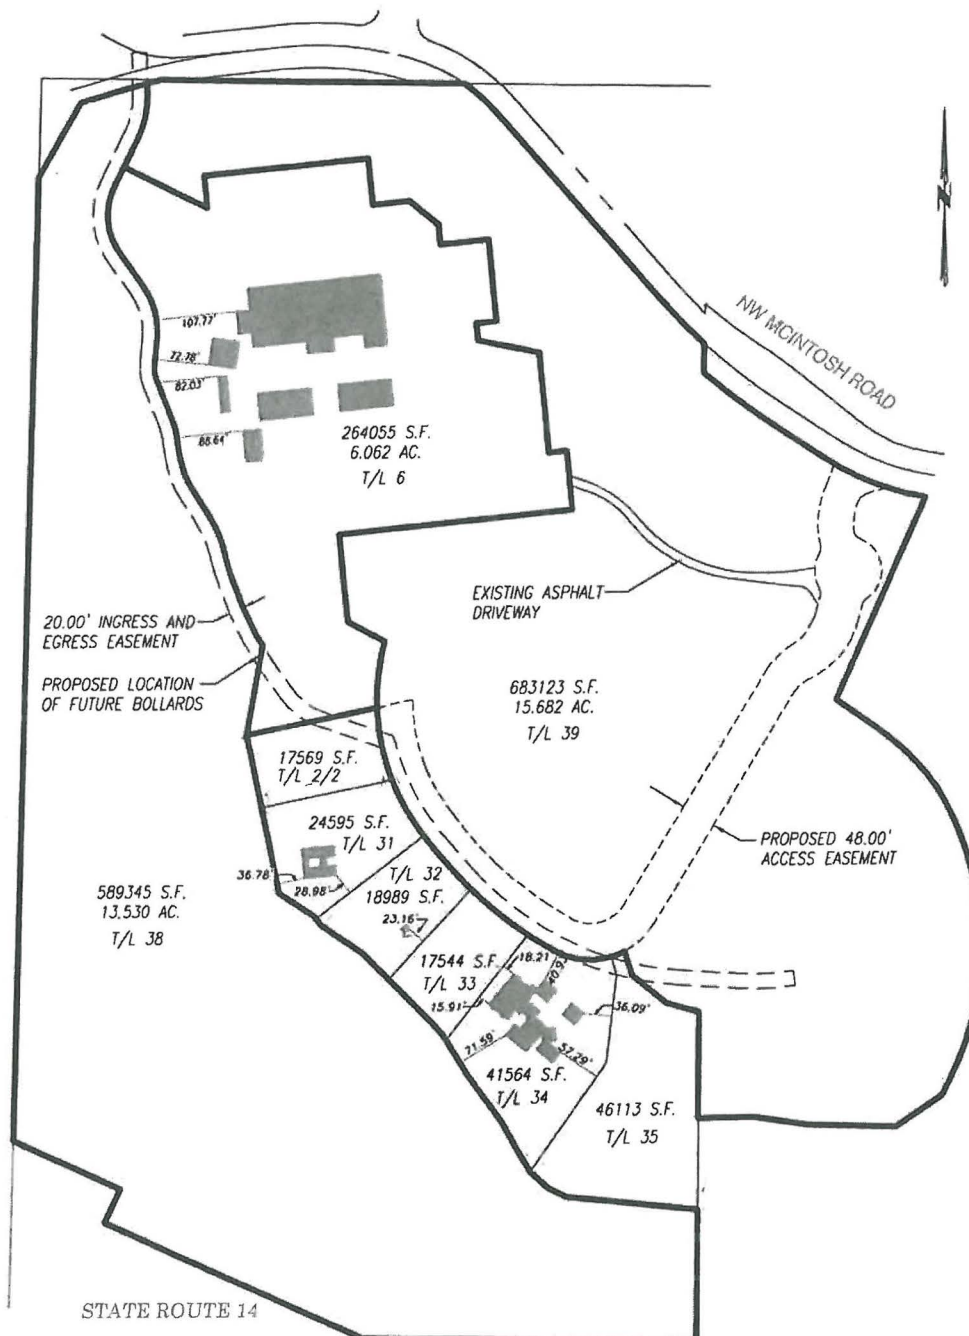 N
NW MCINTOSH ROAD
107.77'
72.78'
82.03'
264055 S.F.
6.062 AC.
T/L 6
EXISTING ASPHALT
DRIVEWAY
20.00' INGRESS AND
EGRESS EASEMENT
PROPOSED LOCATION
OF FUTURE BOLLARDS
683123 S.F.
15.682 AC.
T/L 39
17569 S.F.
T/L 2/2
24595 S.F.
T/L 31
PROPOSED 48.00'
ACCESS EASEMENT
36.78'
28.98'
T/L 32
18989 S.F.
589345 S.F.
13.530 AC.
T/L 38
23.16'
17544 S.F.
T/L 33
18.21
15.91'
36.09'
71.59'
57.29'
41564 S.F.
T/L 34
46113 S.F.
T/L 35
STATE ROUTE 14